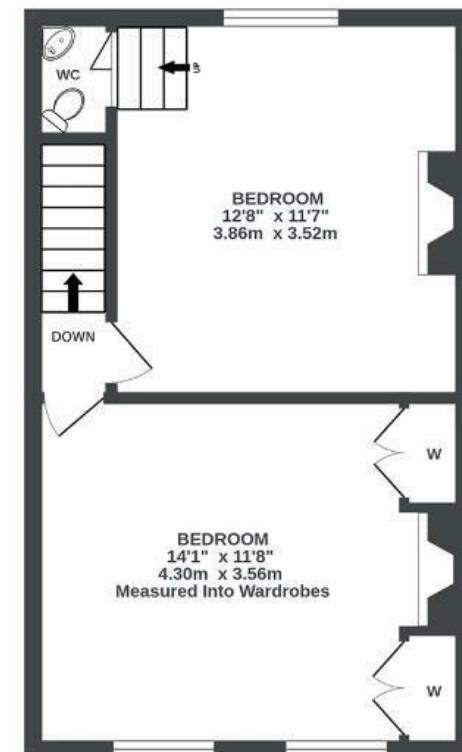 WC
UP
BEDROOM
12'8" x 11'7"
3.86m x 3.52m
DOWN
W
BEDROOM
14'1" x 11'8"
4.30m x 3.56m
Measured Into Wardrobes
W